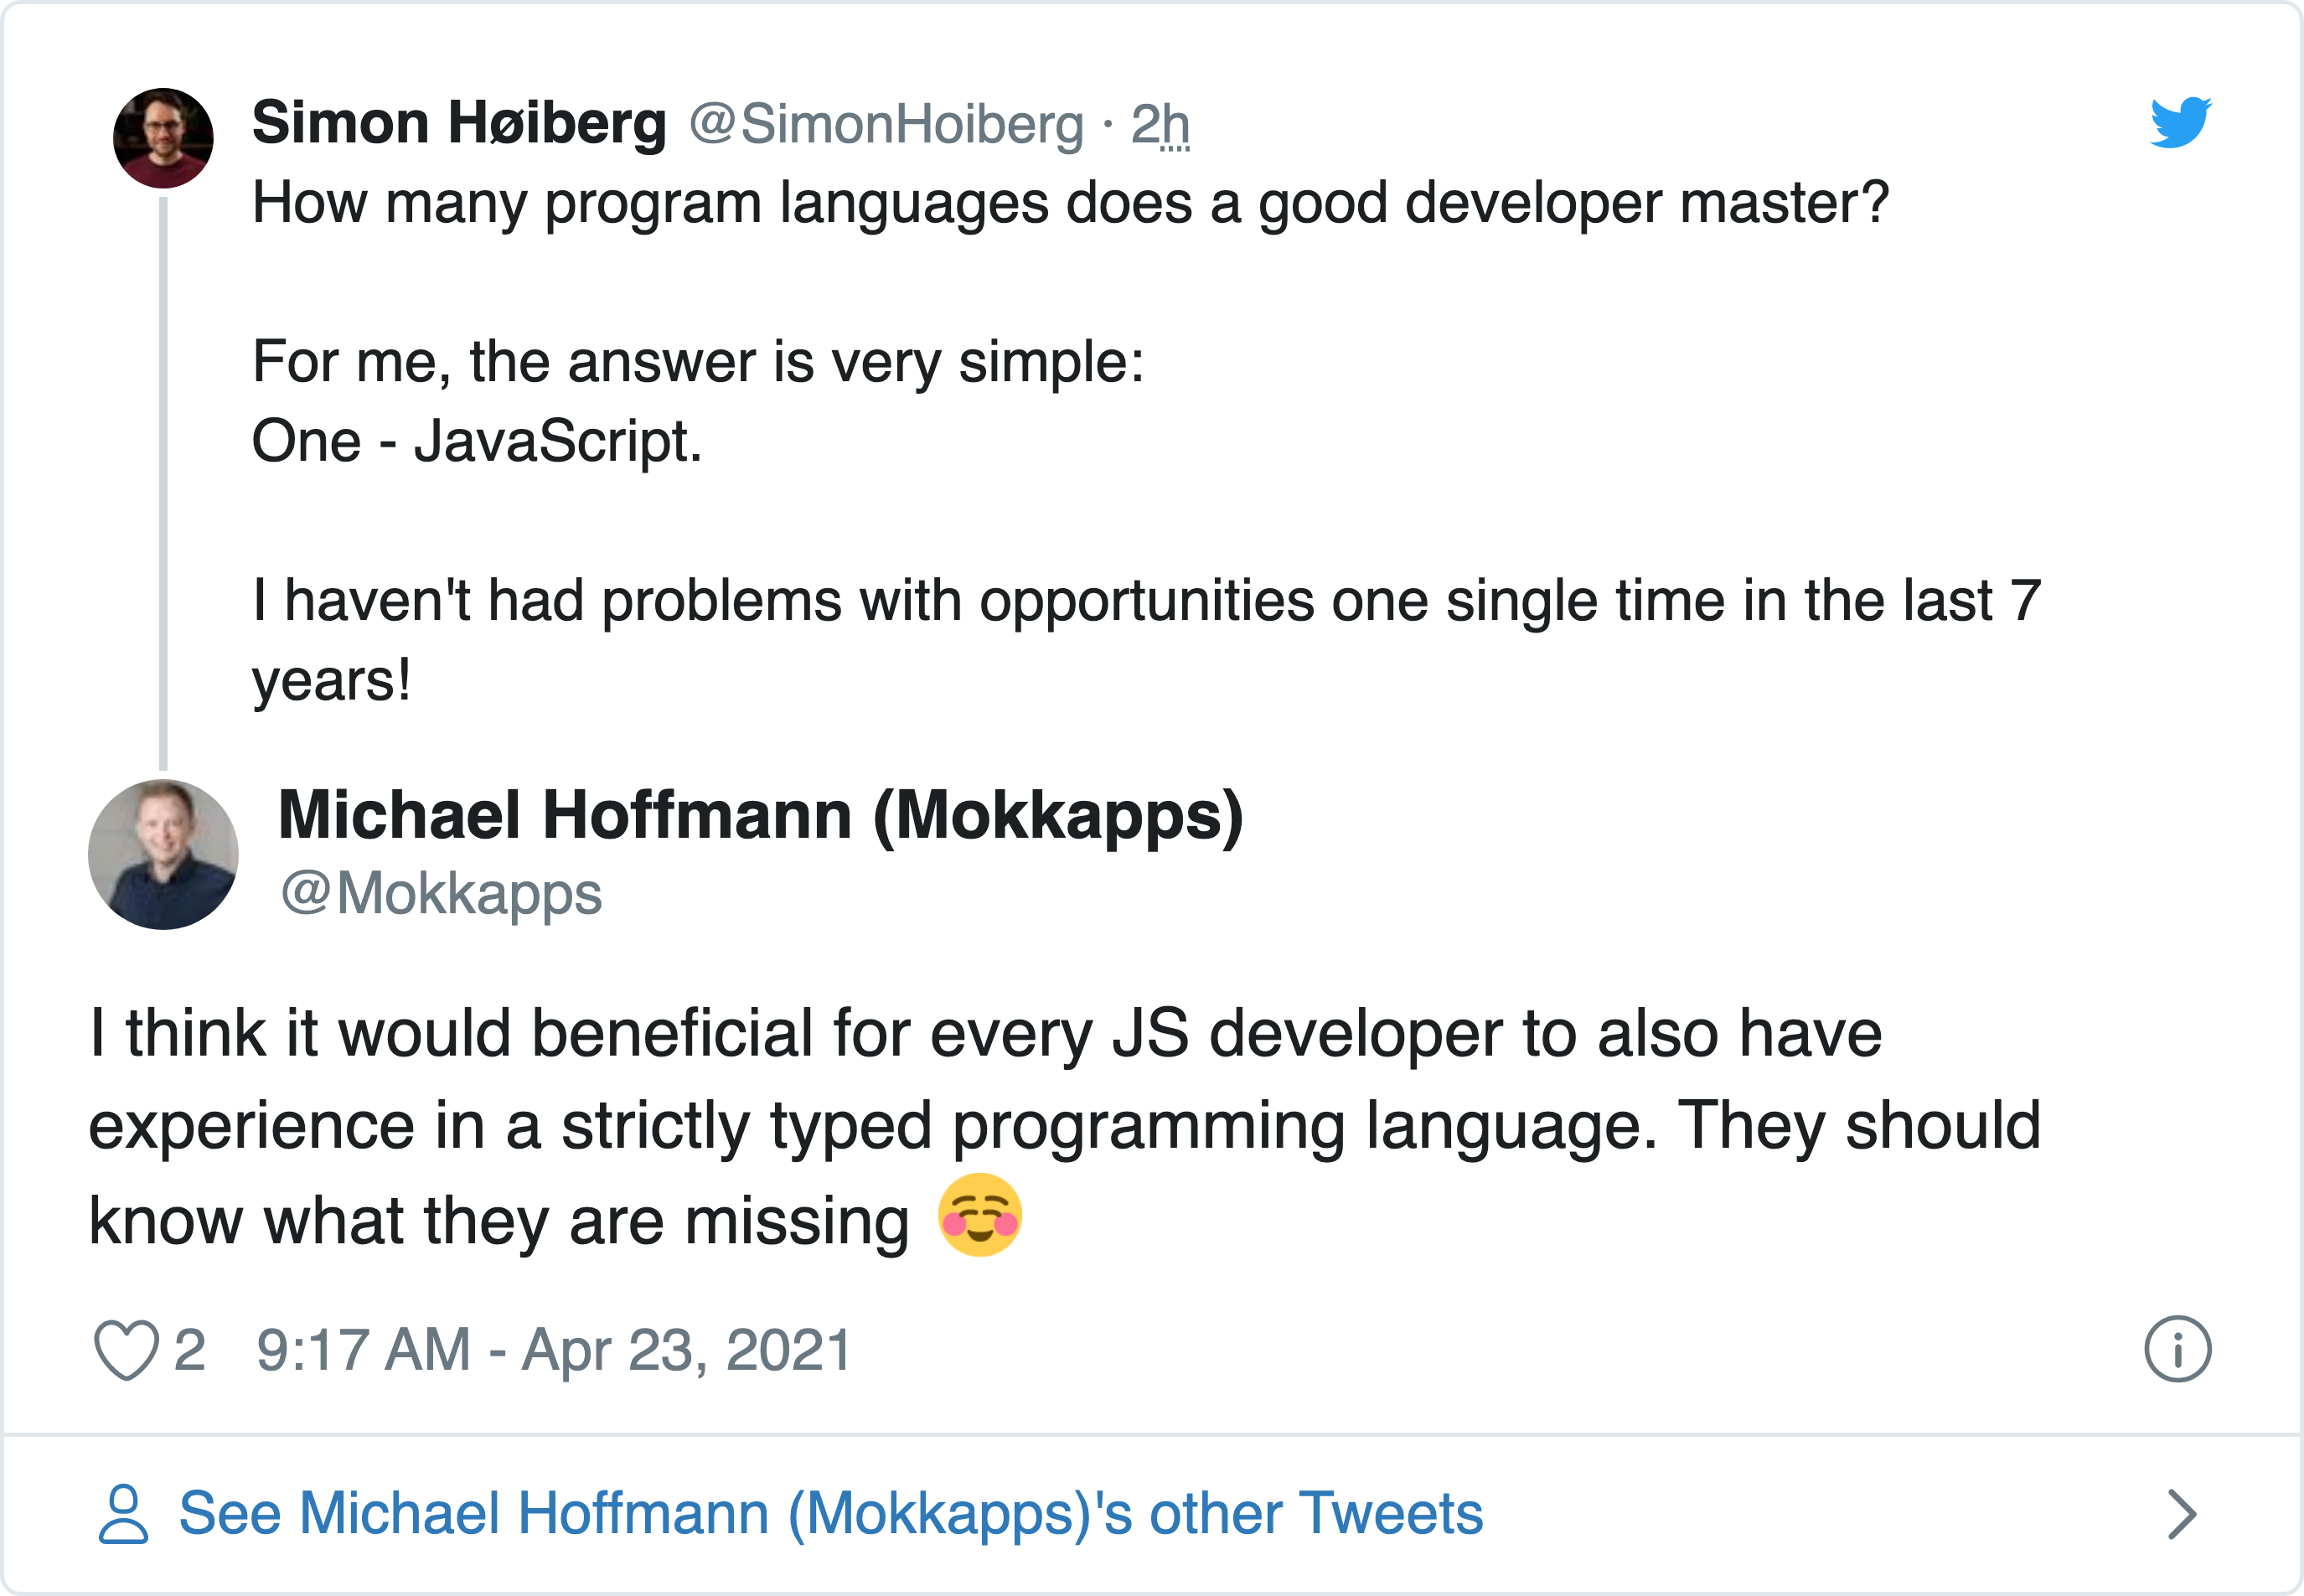 Simon Høiberg @SimonHoiberg · 2h
How many program languages does a good developer master?
For me, the answer is very simple:
One - JavaScript.
I haven't had problems with opportunities one single time in the last 7
years!
Michael Hoffmann (Mokkapps)
@Mokkapps
I think it would beneficial for every JS developer to also have
experience in a strictly typed programming language. They should
know what they are missing ☺️
2 9:17 AM - Apr 23, 2021
See Michael Hoffmann (Mokkapps)'s other Tweets